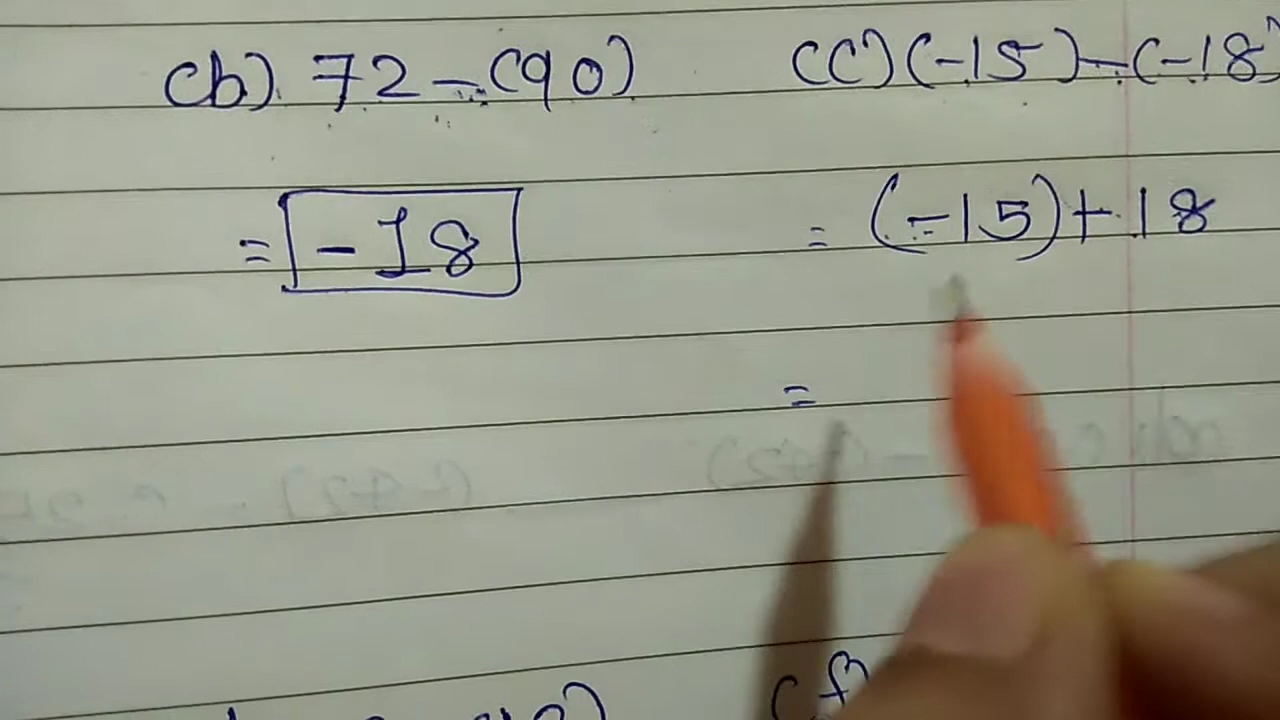 (b) 72 - (90)
(c) (-15) - (-18)
= -18
= (-15) + 18
=
(f)